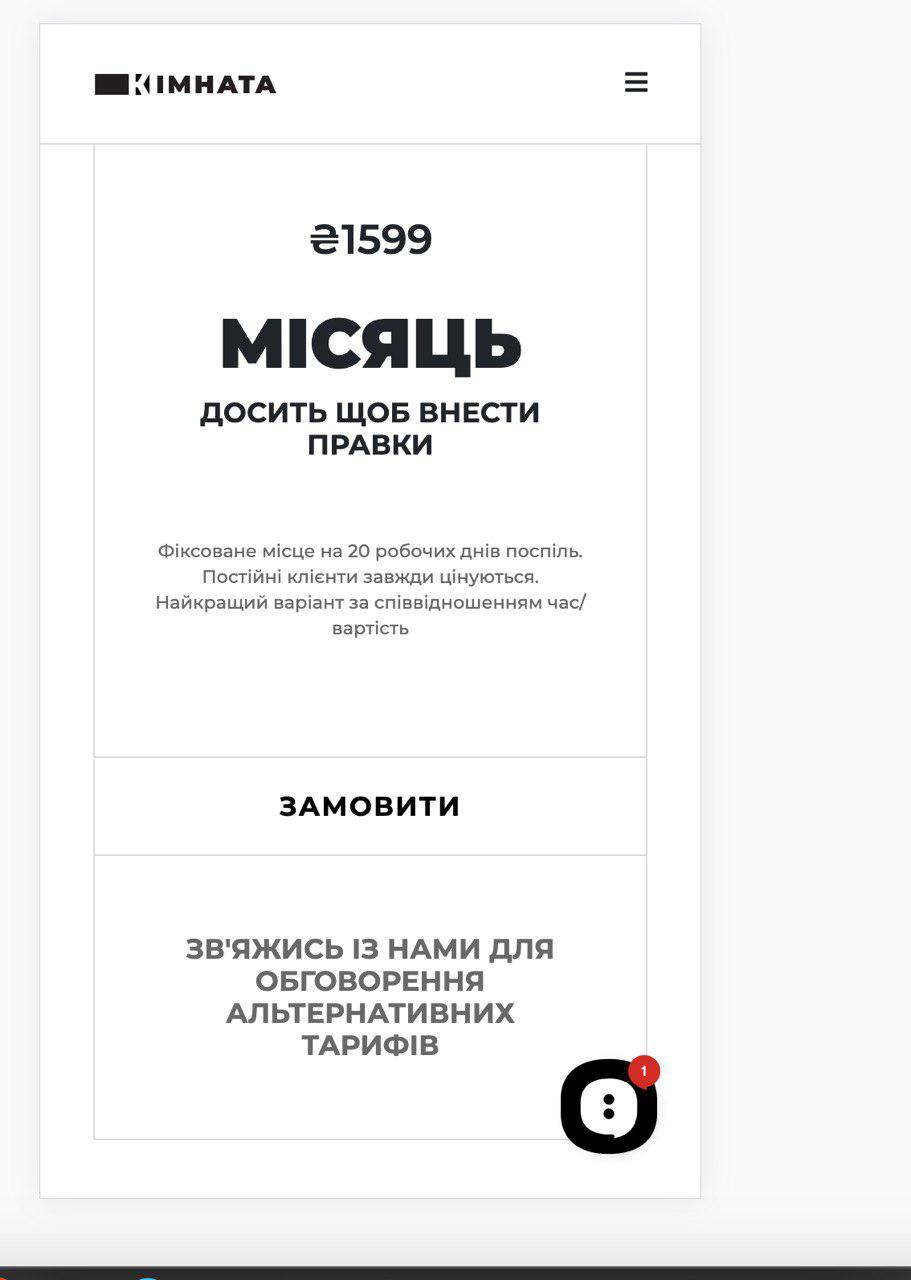 КІМНАТА
₴1599
МІСЯЦЬ
ДОСИТЬ ЩОБ ВНЕСТИ
ПРАВКИ
Фіксоване місце на 20 робочих днів поспіль.
Постійні клієнти завжди цінуються.
Найкращий варіант за співвідношенням час/
вартість
ЗАМОВИТИ
ЗВ'ЯЖИСЬ ІЗ НАМИ ДЛЯ
ОБГОВОРЕННЯ
АЛЬТЕРНАТИВНИХ
ТАРИФІВ
1